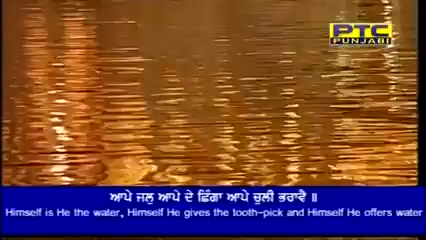 PTC
PUNJABI
ਆਪੇ ਜਲੁ ਆਪੇ ਦੇ ਛਿੰਗਾ ਆਪੇ ਚੁਲੀ ਭਰਾਵੈ ॥
Himself is He the water, Himself He gives the tooth-pick and Himself He offers water